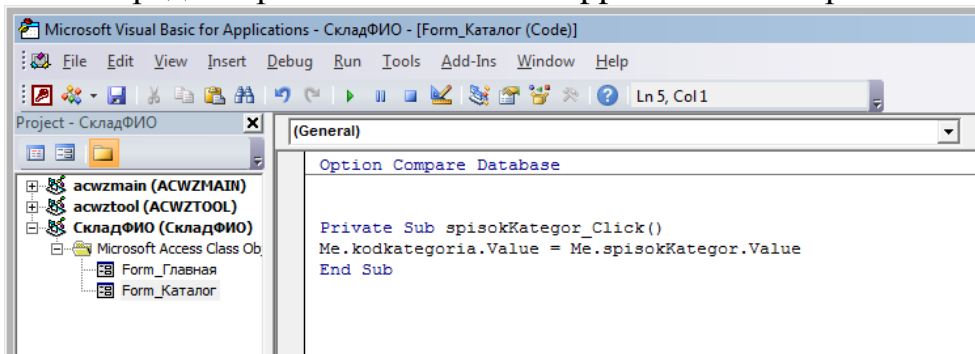 Microsoft Visual Basic for Applications - СкладФИО - [Form_Каталог (Code)]
File Edit View Insert Debug Run Tools Add-Ins Window Help
Ln 5, Col 1
Project - СкладФИО
(General)
Option Compare Database
acwzmain (ACWZMAIN)
acwztool (ACWZTOOL)
СкладФИО (СкладФИО)
Microsoft Access Class Obj
Form_Главная
Form_Каталог
Private Sub spisokKategor_Click()
Me.kodkategoria.Value = Me.spisokKategor.Value
End Sub